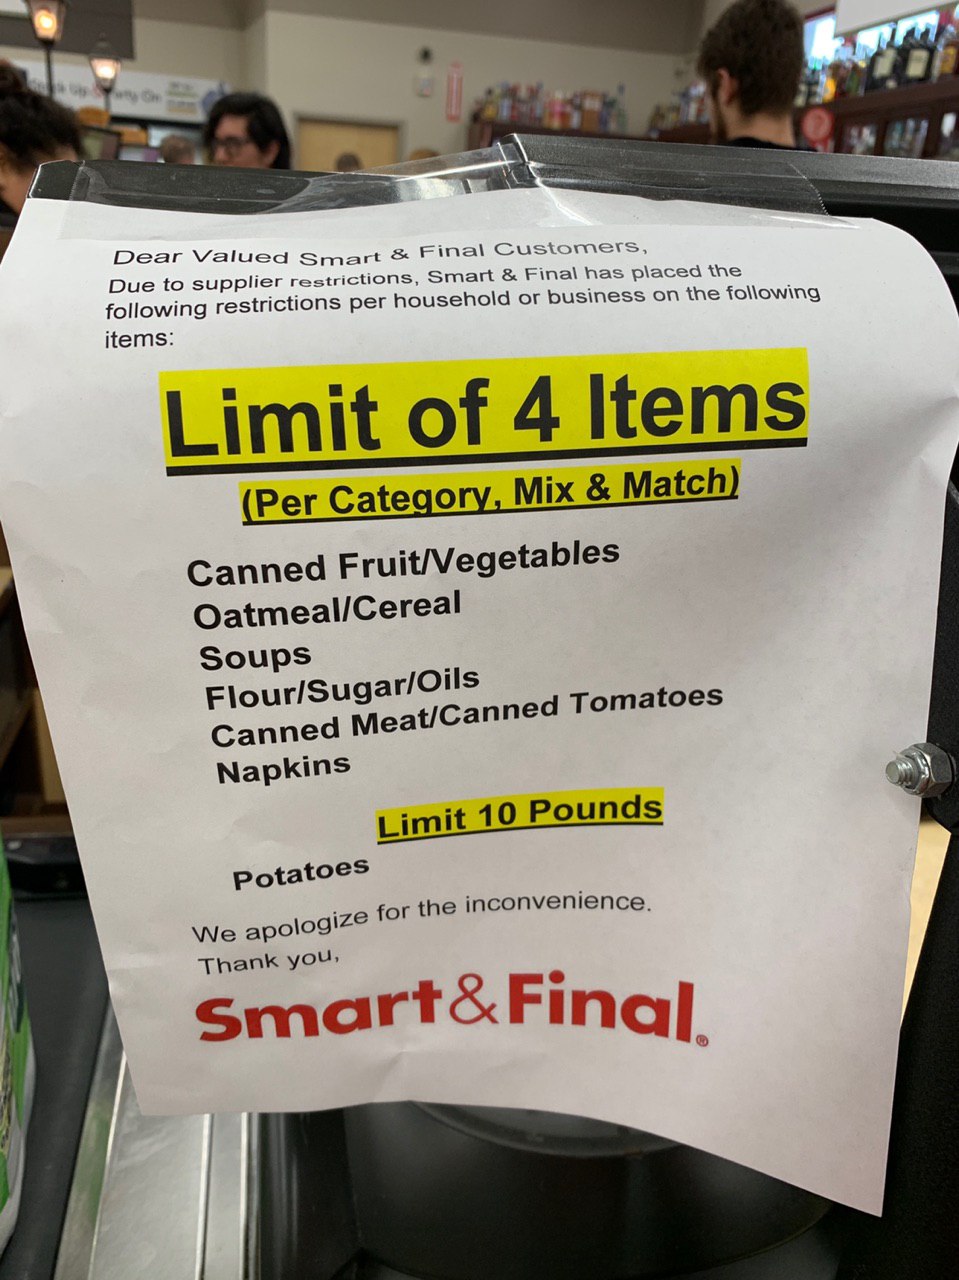 Dear Valued Smart & Final Customers,
Due to supplier restrictions, Smart & Final has placed the
following restrictions per household or business on the following
items:
Limit of 4 Items
(Per Category, Mix & Match)
Canned Fruit/Vegetables
Oatmeal/Cereal
Soups
Flour/Sugar/Oils
Canned Meat/Canned Tomatoes
Napkins
Limit 10 Pounds
Potatoes
We apologize for the inconvenience.
Thank you,
Smart&Final®